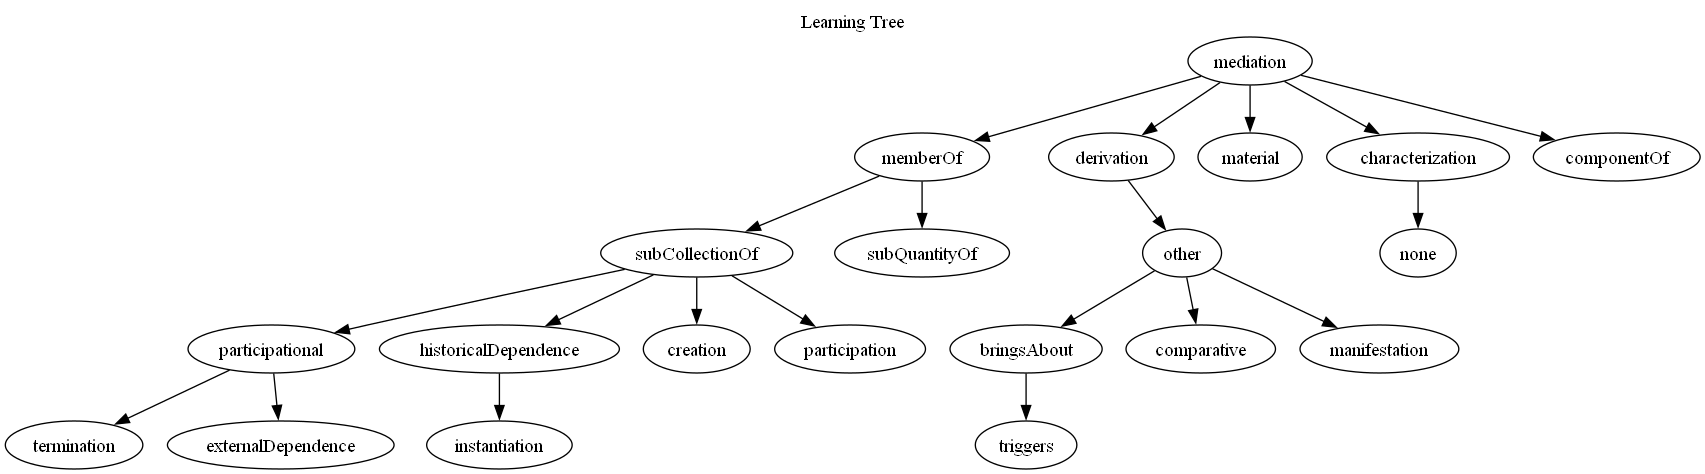 Learning Tree
mediation
memberOf
derivation
material
characterization
componentOf
subCollectionOf
subQuantityOf
other
none
participational
historicalDependence
creation
participation
bringsAbout
comparative
manifestation
termination
externalDependence
instantiation
triggers